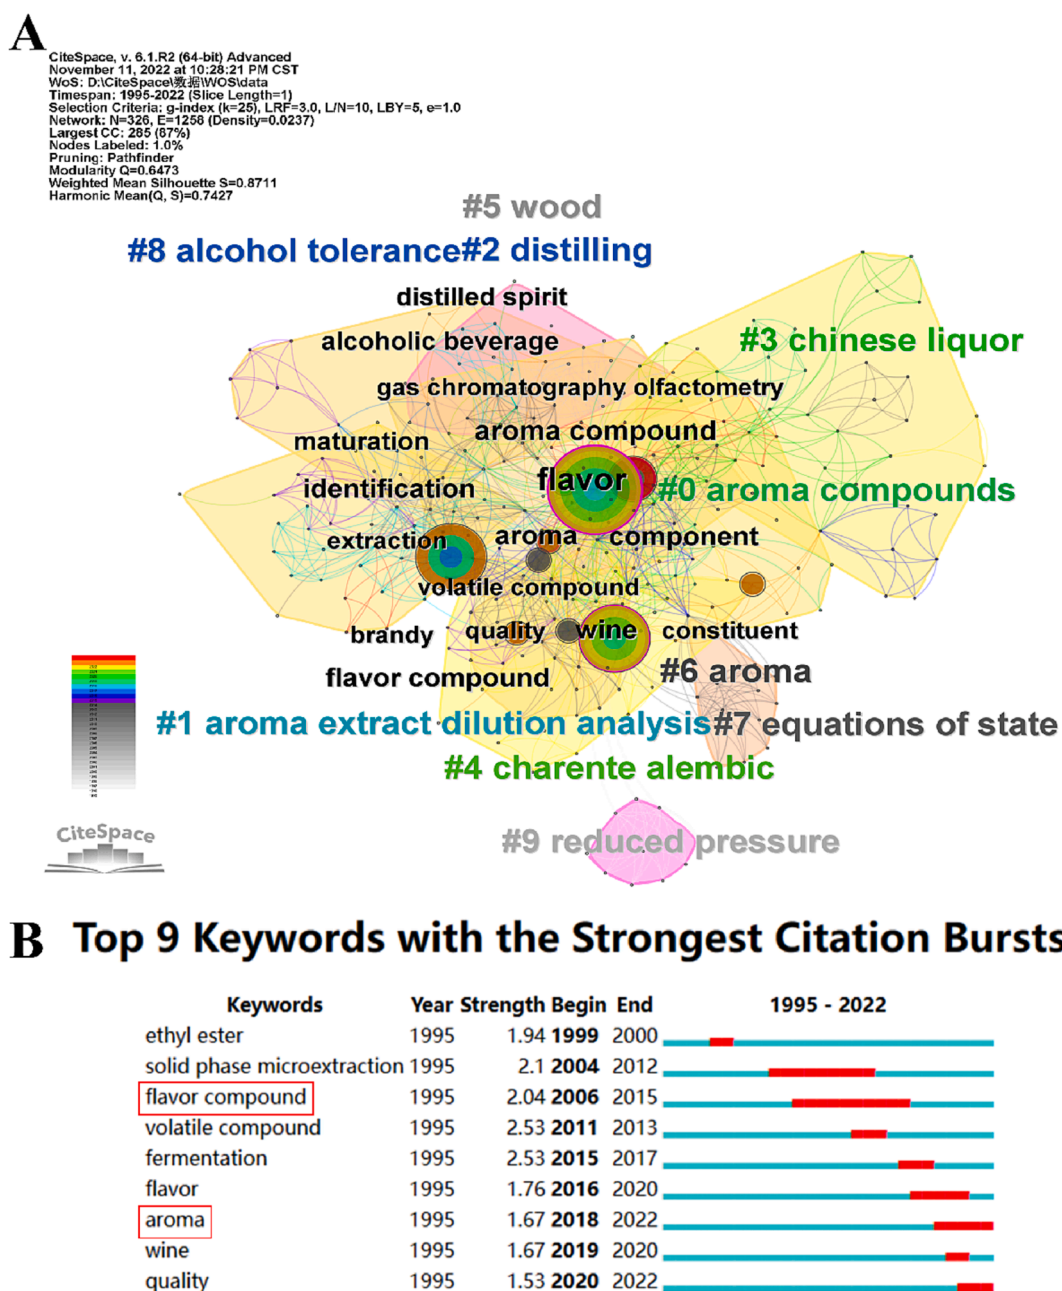 A
CiteSpace, v. 6.1.R2 (64-bit) Advanced
November 11, 2022 at 10:28:21 PM CST
WoS: D:\CiteSpace\数据\WOS\data
Timespan: 1995-2022 (Slice Length=1)
Selection Criteria: g-index (k=25), LRF=3.0, L/N=10, LBY=5, e=1.0
Network: N=326, E=1258 (Density=0.0237)
Largest CC: 285 (87%)
Nodes Labeled: 1.0%
Pruning: Pathfinder
Modularity Q=0.6473
Weighted Mean Silhouette S=0.8711
Harmonic Mean(Q, S)=0.7427
#5 wood
#8 alcohol tolerance #2 distilling
distilled spirit
alcoholic beverage
#3 chinese liquor
gas chromatography olfactometry
maturation aroma compound
flavor
identification #0 aroma compounds
extraction aroma component
volatile compound
brandy quality wine constituent
flavor compound #6 aroma
#1 aroma extract dilution analysis #7 equations of state
#4 charente alembic
CiteSpace
#9 reduced pressure
B Top 9 Keywords with the Strongest Citation Bursts
Keywords Year Strength Begin End 1995 - 2022
ethyl ester 1995 1.94 1999 2000
solid phase microextraction 1995 2.1 2004 2012
flavor compound 1995 2.04 2006 2015
volatile compound 1995 2.53 2011 2013
fermentation 1995 2.53 2015 2017
flavor 1995 1.76 2016 2020
aroma 1995 1.67 2018 2022
wine 1995 1.67 2019 2020
quality 1995 1.53 2020 2022